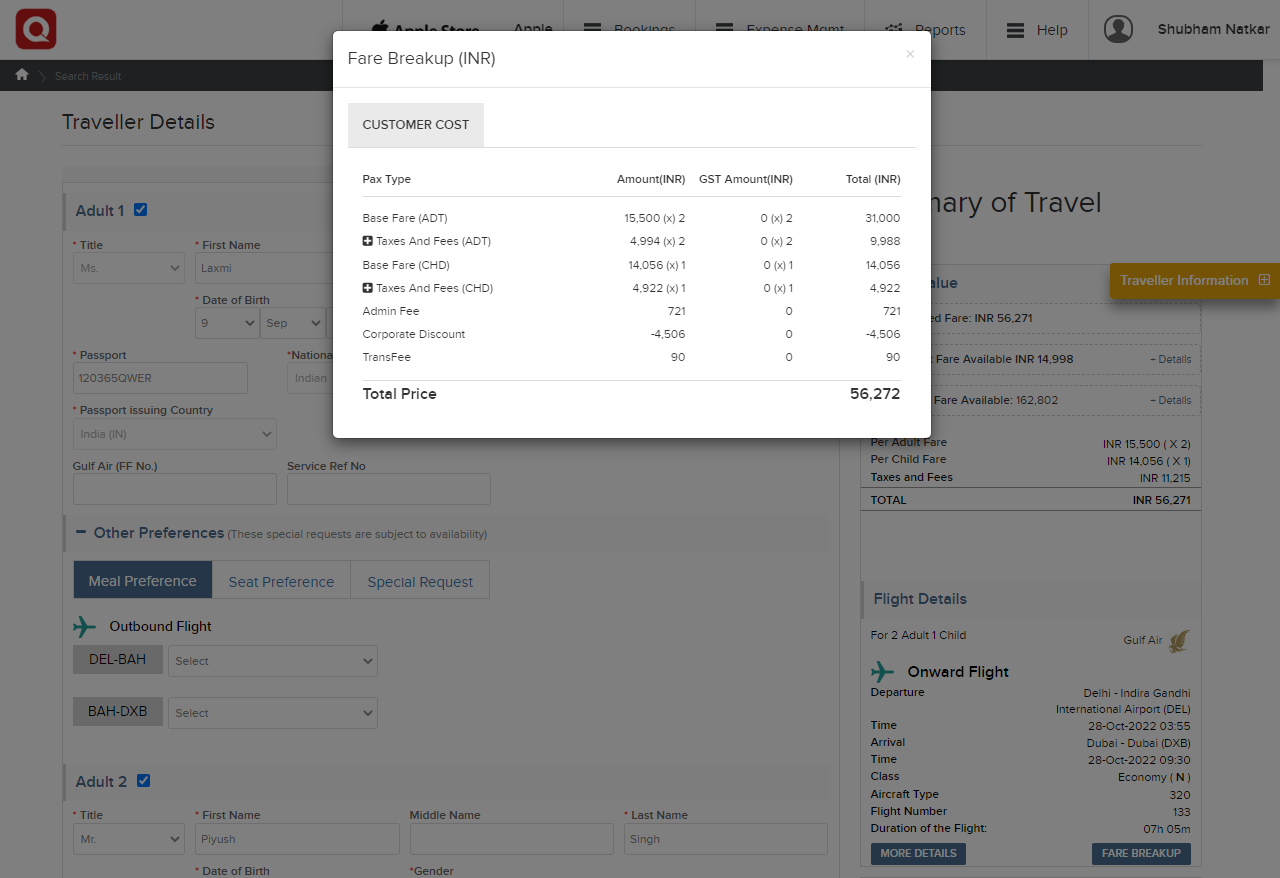 Apple Store Apple Bookings Expense Mgmt Reports Help Shubham Natkar
Search Result
Fare Breakup (INR) ×
CUSTOMER COST
Pax Type Amount(INR) GST Amount(INR) Total (INR)
Base Fare (ADT) 15,500 (x) 2 0 (x) 2 31,000
Taxes And Fees (ADT) 4,994 (x) 2 0 (x) 2 9,988
Base Fare (CHD) 14,056 (x) 1 0 (x) 1 14,056
Taxes And Fees (CHD) 4,922 (x) 1 0 (x) 1 4,922
Admin Fee 721 0 721
Corporate Discount -4,506 0 -4,506
TransFee 90 0 90
Total Price 56,272
Traveller Details
Adult 1
* Title * First Name
Ms. Laxmi
* Date of Birth
9 Sep
* Passport
120365QWER Indian
* Passport issuing Country
India (IN)
Gulf Air (FF No.) Service Ref No
Other Preferences (These special requests are subject to availability)
Meal Preference Seat Preference Special Request
Outbound Flight
DEL-BAH Select
BAH-DXB Select
Adult 2
* Title * First Name Middle Name * Last Name
Mr. Piyush Singh
* Date of Birth *Gender
of Travel
Traveller Information
Fare: INR 56,271
Fare Available INR 14,998 - Details
Fare Available: 162,802 - Details
Per Adult Fare INR 15,500 ( X 2)
Per Child Fare INR 14,056 ( X 1)
Taxes and Fees INR 11,215
TOTAL INR 56,271
Flight Details
For 2 Adult 1 Child Gulf Air
Onward Flight
Departure Delhi - Indira Gandhi
International Airport (DEL)
Time 28-Oct-2022 03:55
Arrival Dubai - Dubai (DXB)
Time 28-Oct-2022 09:30
Class Economy ( N )
Aircraft Type 320
Flight Number 133
Duration of the Flight: 07h 05m
MORE DETAILS FARE BREAKUP